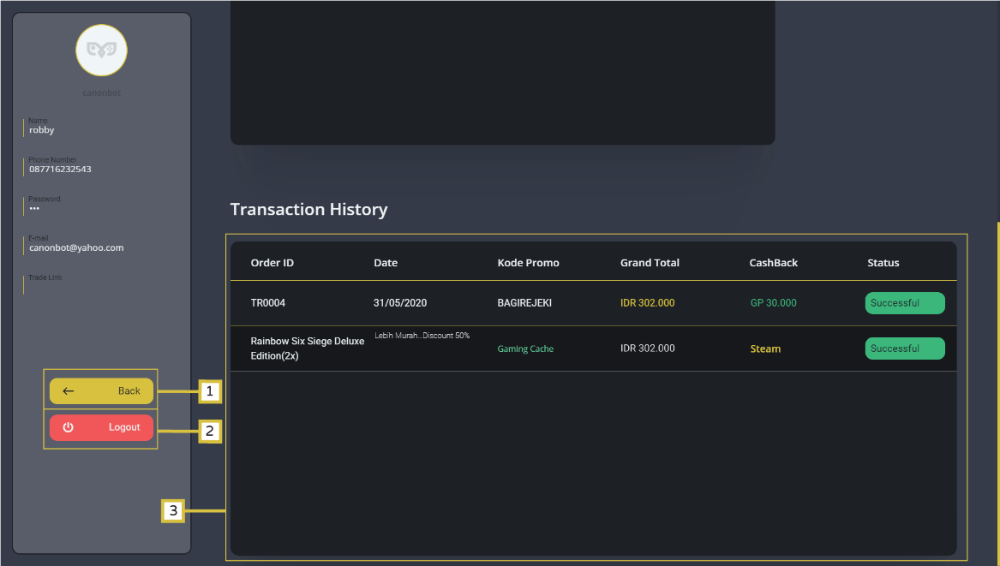 canonbot
Name
robby
Phone Number
087716232543
Password
•••
E-mail
canonbot@yahoo.com
Trade Link
Back
Logout
1
2
3
Transaction History
Order ID Date Kode Promo Grand Total CashBack Status
TR0004 31/05/2020 BAGIREJEKI IDR 302.000 GP 30.000 Successful
Rainbow Six Siege Deluxe
Edition(2x)
Lebih Murah...Discount 50%
Gaming Cache IDR 302.000 Steam Successful